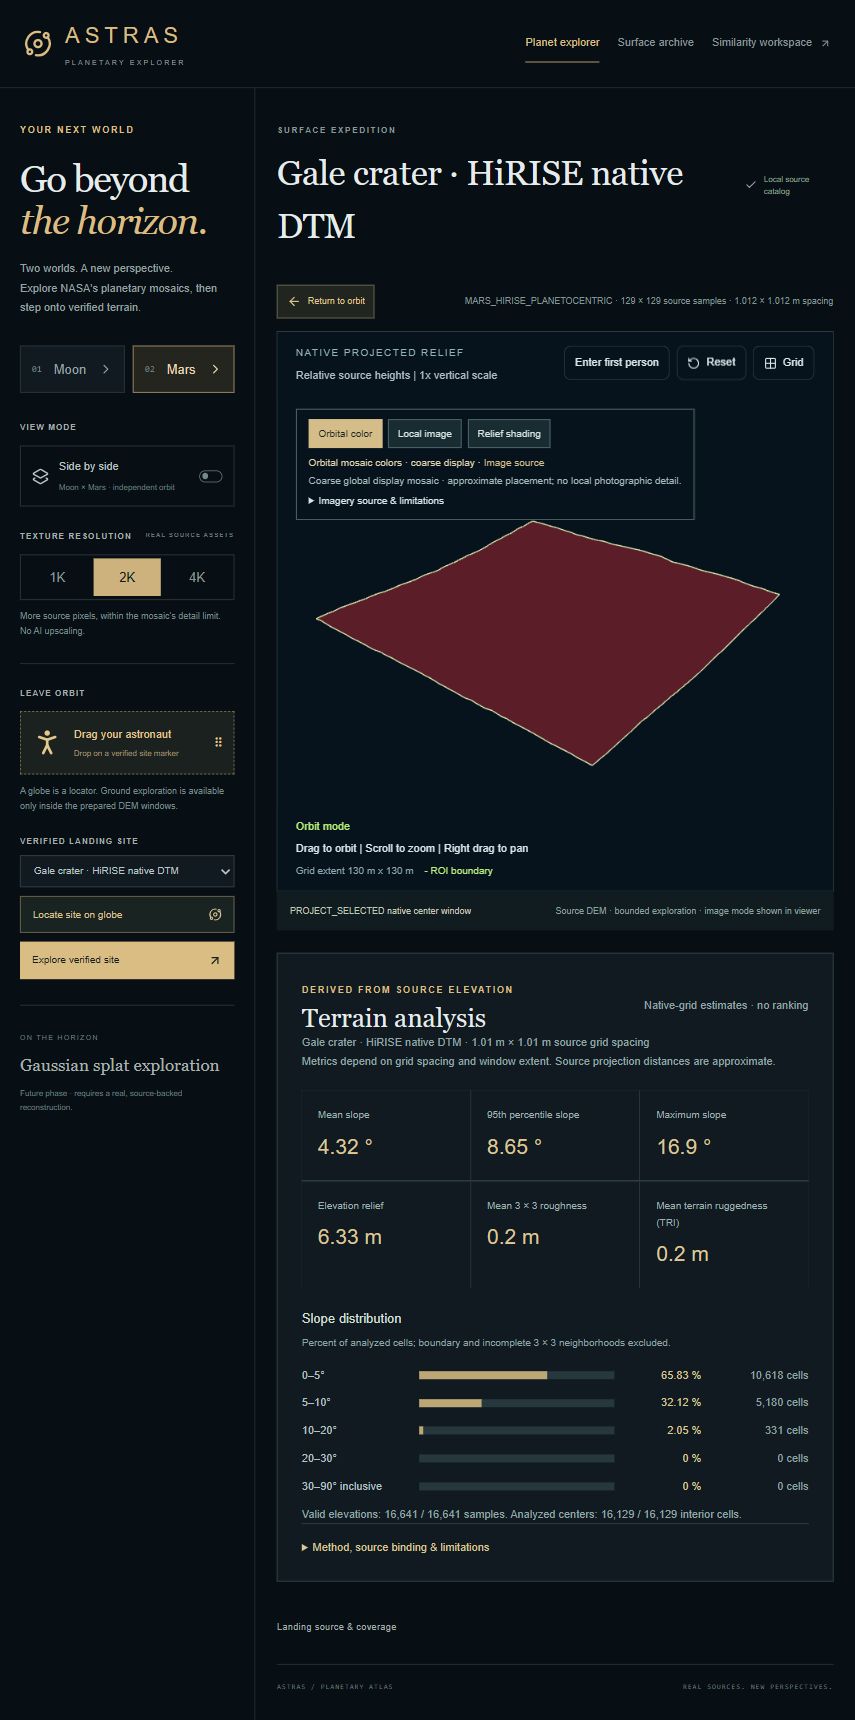 ASTRAS
PLANETARY EXPLORER
Planet explorer
Surface archive
Similarity workspace
YOUR NEXT WORLD
Go beyond
the horizon.
Two worlds. A new perspective.
Explore NASA's planetary mosaics, then
step onto verified terrain.
01 Moon
02 Mars
VIEW MODE
Side by side
Moon × Mars · independent orbit
TEXTURE RESOLUTION
REAL SOURCE ASSETS
1K
2K
4K
More source pixels, within the mosaic's detail limit.
No AI upscaling.
LEAVE ORBIT
Drag your astronaut
Drop on a verified site marker
A globe is a locator. Ground exploration is available
only inside the prepared DEM windows.
VERIFIED LANDING SITE
Gale crater · HiRISE native DTM
Locate site on globe
Explore verified site
ON THE HORIZON
Gaussian splat exploration
Future phase · requires a real, source-backed
reconstruction.
SURFACE EXPEDITION
Gale crater · HiRISE native
DTM
Local source
catalog
Return to orbit
MARS_HIRISE_PLANETOCENTRIC · 129 × 129 source samples · 1.012 × 1.012 m spacing
NATIVE PROJECTED RELIEF
Relative source heights | 1x vertical scale
Enter first person
Reset
Grid
Orbital color
Local image
Relief shading
Orbital mosaic colors · coarse display · Image source
Coarse global display mosaic · approximate placement; no local photographic detail.
Imagery source & limitations
Orbit mode
Drag to orbit | Scroll to zoom | Right drag to pan
Grid extent 130 m x 130 m - ROI boundary
PROJECT_SELECTED native center window
Source DEM · bounded exploration · image mode shown in viewer
DERIVED FROM SOURCE ELEVATION
Terrain analysis
Native-grid estimates · no ranking
Gale crater · HiRISE native DTM · 1.01 m × 1.01 m source grid spacing
Metrics depend on grid spacing and window extent. Source projection distances are approximate.
Mean slope
4.32 °
95th percentile slope
8.65 °
Maximum slope
16.9 °
Elevation relief
6.33 m
Mean 3 × 3 roughness
0.2 m
Mean terrain ruggedness
(TRI)
0.2 m
Slope distribution
Percent of analyzed cells; boundary and incomplete 3 × 3 neighborhoods excluded.
0–5° 65.83 % 10,618 cells
5–10° 32.12 % 5,180 cells
10–20° 2.05 % 331 cells
20–30° 0 % 0 cells
30–90° inclusive 0 % 0 cells
Valid elevations: 16,641 / 16,641 samples. Analyzed centers: 16,129 / 16,129 interior cells.
Method, source binding & limitations
Landing source & coverage
ASTRAS / PLANETARY ATLAS
REAL SOURCES. NEW PERSPECTIVES.